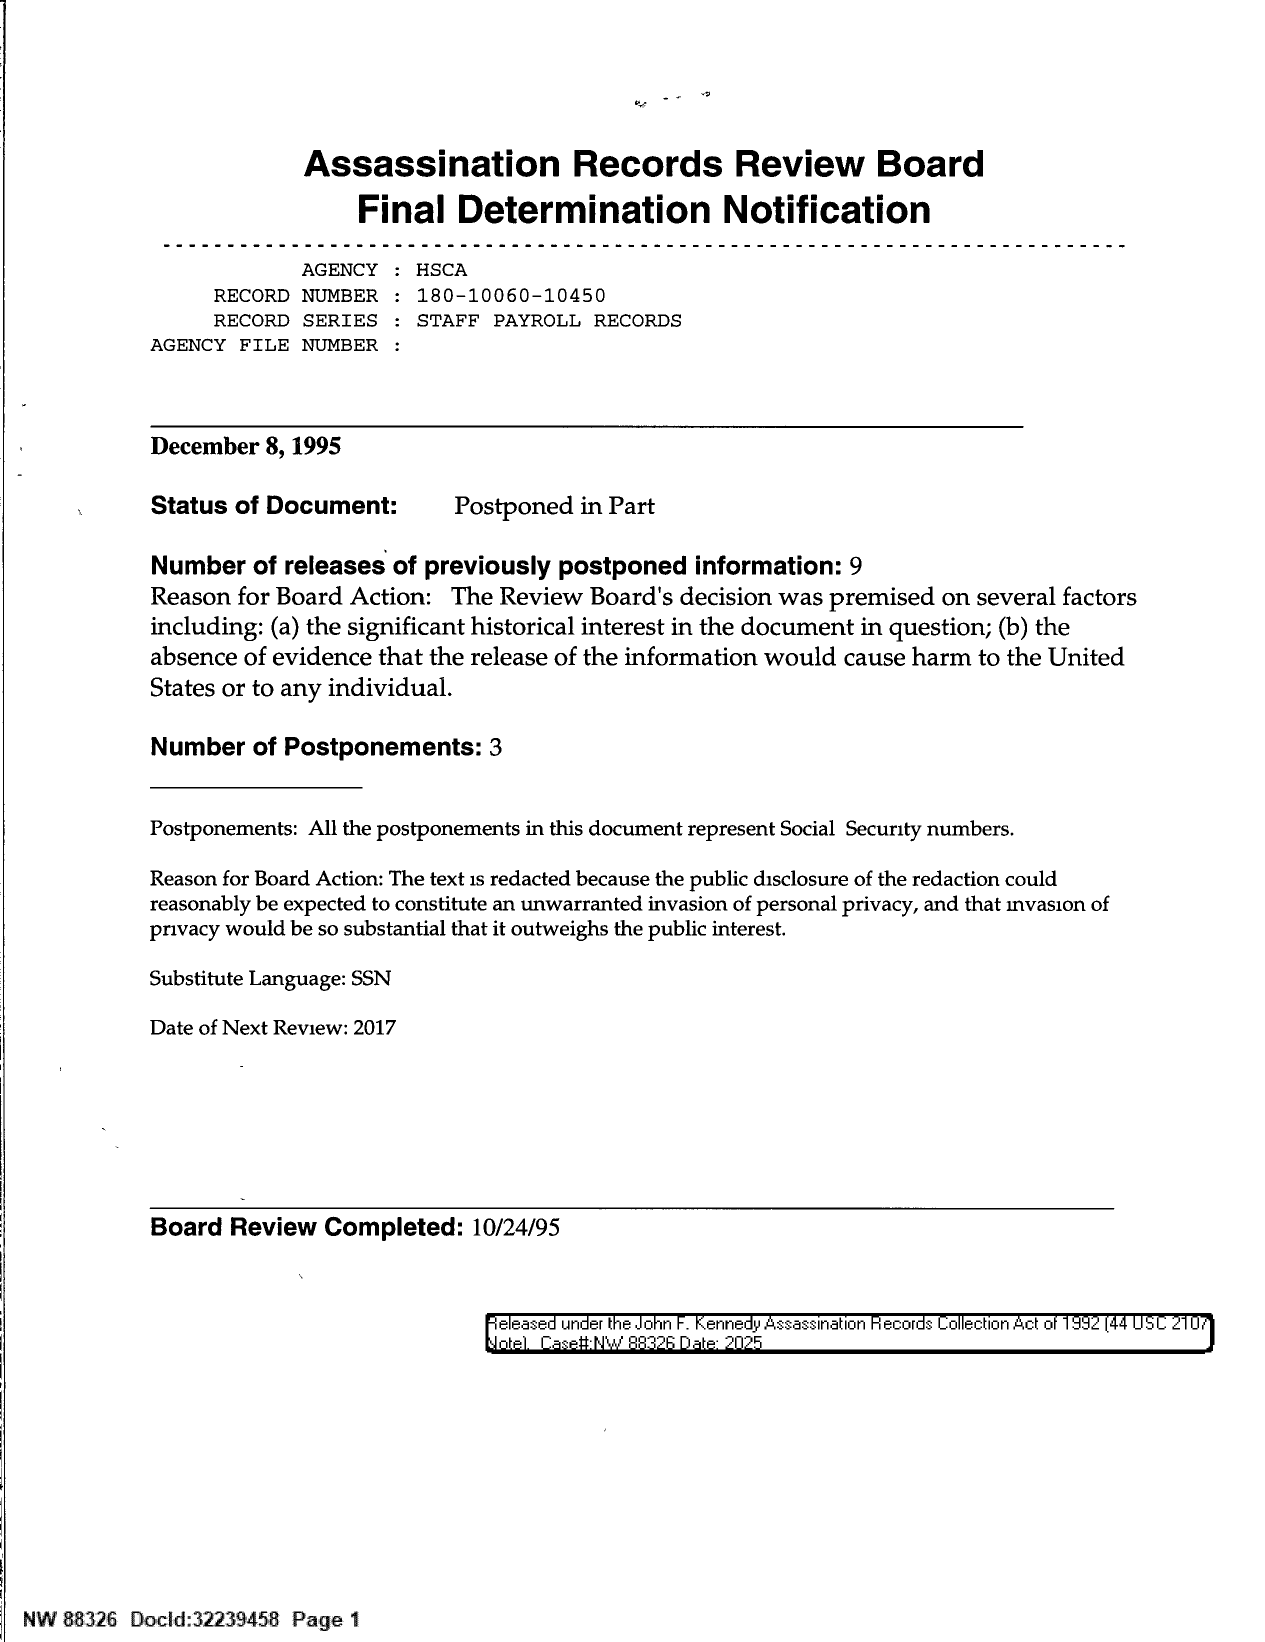 Assassination Records Review Board
Final Determination Notification
AGENCY : HSCA
RECORD NUMBER : 180-10060-10450
RECORD SERIES : STAFF PAYROLL RECORDS
AGENCY FILE NUMBER :
December 8, 1995
Status of Document: Postponed in Part
Number of releases of previously postponed information: 9
Reason for Board Action: The Review Board's decision was premised on several factors
including: (a) the significant historical interest in the document in question; (b) the
absence of evidence that the release of the information would cause harm to the United
States or to any individual.
Number of Postponements: 3
Postponements: All the postponements in this document represent Social Security numbers.
Reason for Board Action: The text is redacted because the public disclosure of the redaction could
reasonably be expected to constitute an unwarranted invasion of personal privacy, and that invasion of
privacy would be so substantial that it outweighs the public interest.
Substitute Language: SSN
Date of Next Review: 2017
Board Review Completed: 10/24/95
Released under the John F. Kennedy Assassination Records Collection Act of 1992 (44 USC 2107
Note). Case#:NW 88326 Date: 2025
NW 88326 DocId:32239458 Page 1